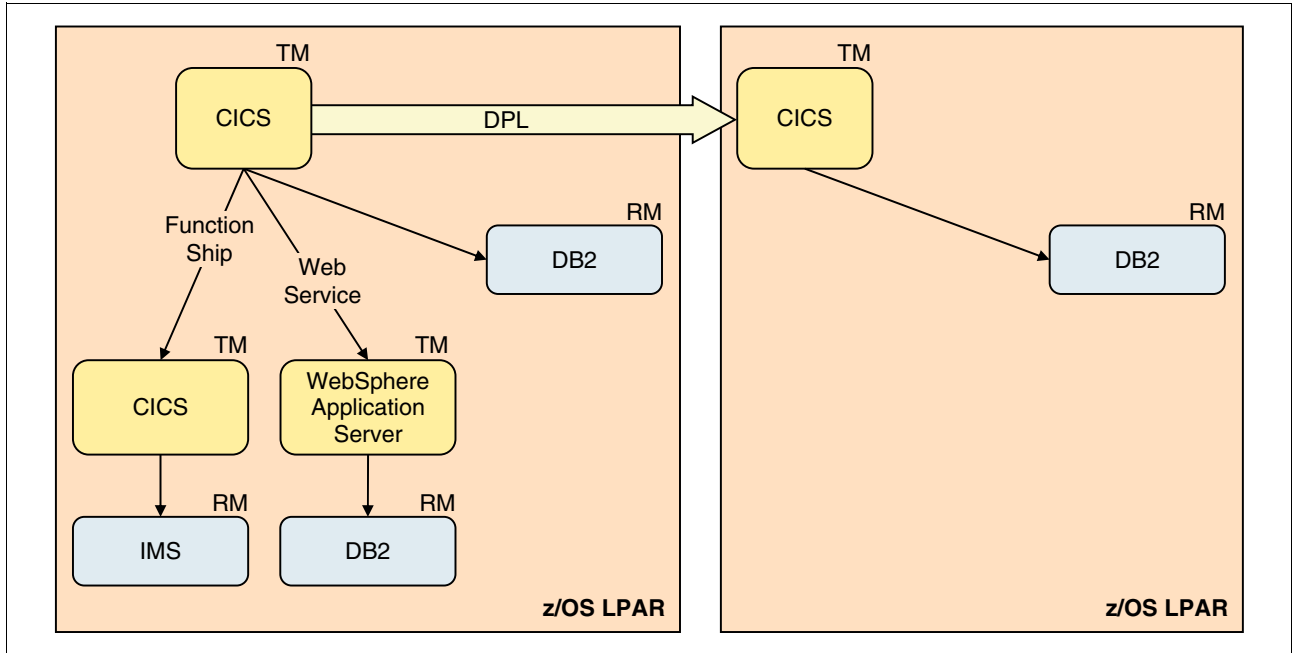 TM
CICS
DPL
TM
CICS
Function
Ship
Web
Service
RM
DB2
RM
DB2
TM
CICS
TM
WebSphere
Application
Server
RM
IMS
RM
DB2
z/OS LPAR
z/OS LPAR